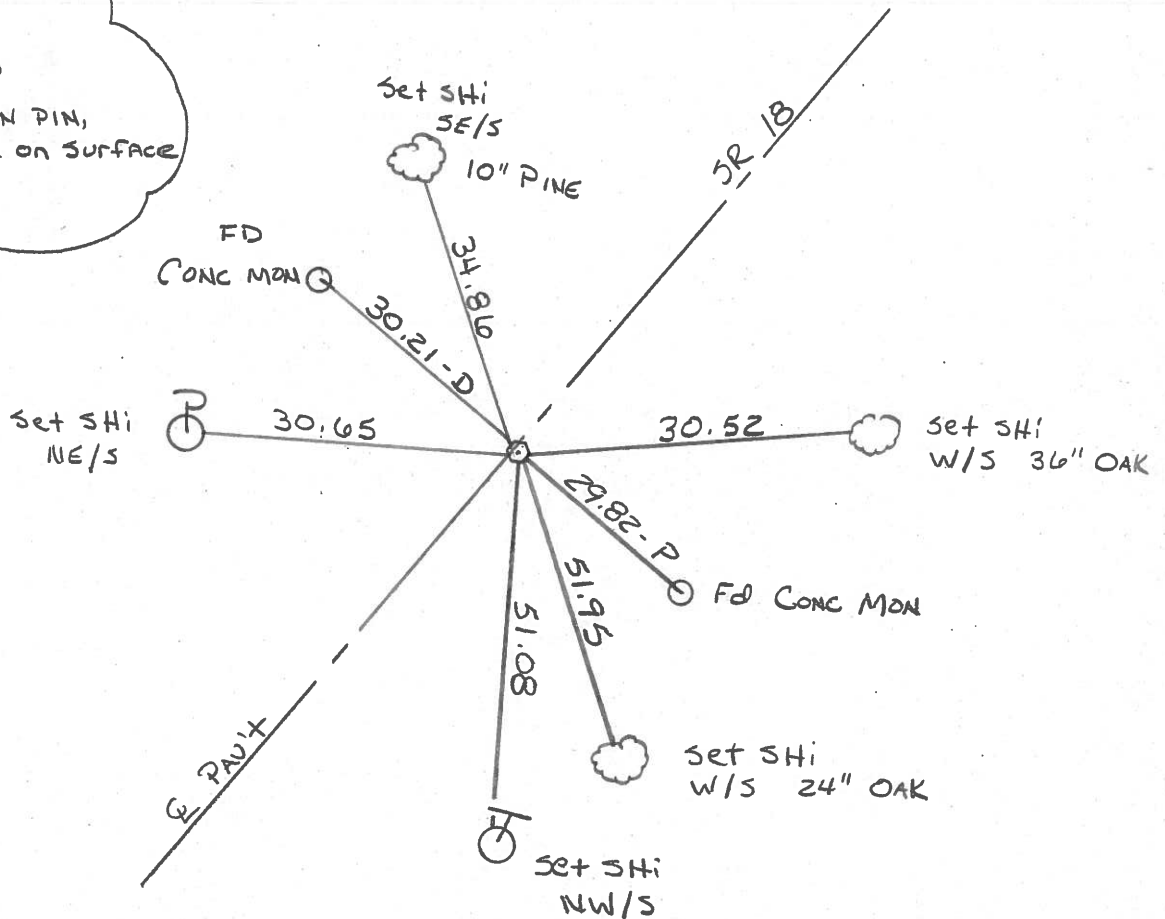 N PIN,
on Surface
Set SHi
SE/S
10" PINE
SR 18
FD
CONC MON
34.86
30.21-D
Set SHi
NE/S
30.65
30.52
Set SHi
W/S 36" OAK
29.82-P
Fd CONC MON
51.95
51.08
℄ PAV'T
Set SHi
W/S 24" OAK
Set SHi
NW/S